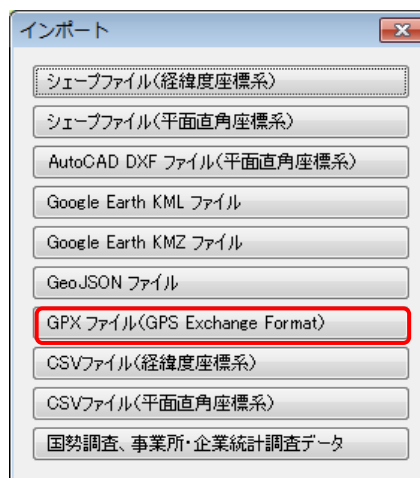 インポート
シェープファイル(経緯度座標系)
シェープファイル(平面直角座標系)
AutoCAD DXF ファイル(平面直角座標系)
Google Earth KML ファイル
Google Earth KMZ ファイル
GeoJSON ファイル
GPX ファイル(GPS Exchange Format)
CSVファイル(経緯度座標系)
CSVファイル(平面直角座標系)
国勢調査、事業所・企業統計調査データ